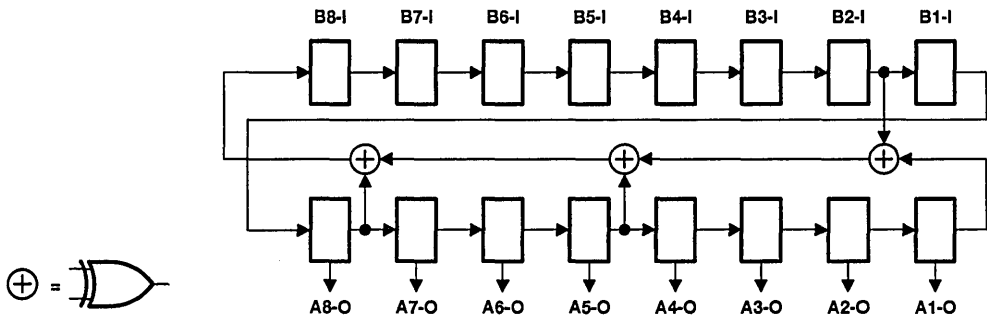 B8-I B7-I B6-I B5-I B4-I B3-I B2-I B1-I
=
A8-O A7-O A6-O A5-O A4-O A3-O A2-O A1-O